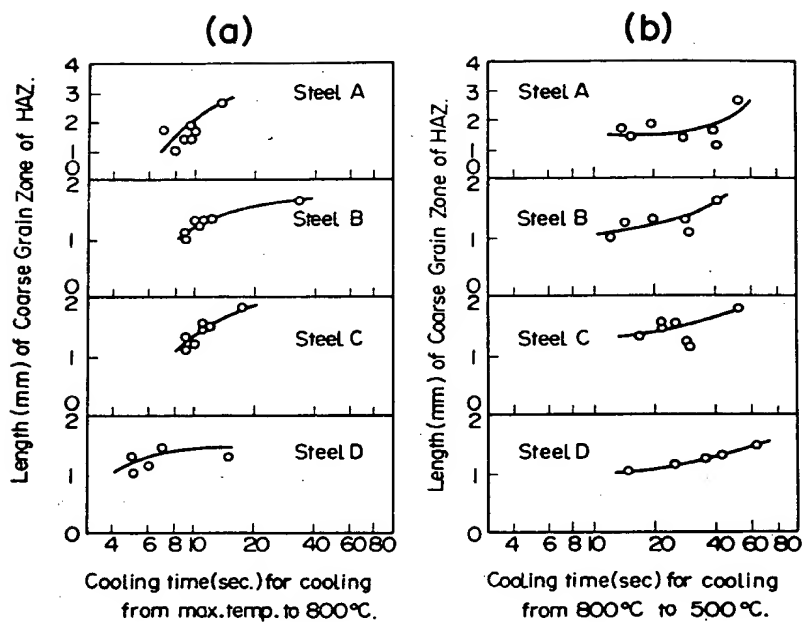 (a)
(b)
Length (mm) of Coarse Grain Zone of HAZ.
4
3
2
1
0
Steel A
2
1
0
Steel B
2
1
0
Steel C
2
1
0
Steel D
4 6 8 10 20 40 60 80
Cooling time(sec.) for cooling
from max.temp. to 800°C.
Length (mm) of Coarse Grain Zone of HAZ.
4
3
2
1
0
Steel A
2
1
0
Steel B
2
1
0
Steel C
2
1
0
Steel D
4 6 8 10 20 40 60 80
Cooling time(sec) for cooling
from 800°C to 500°C.